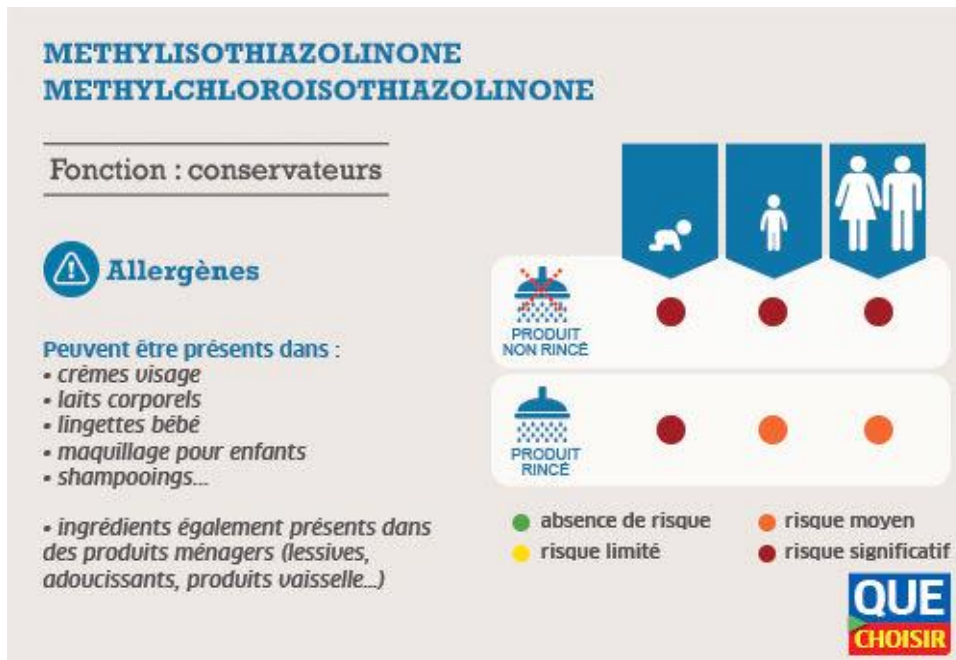 METHYLISOTHIAZOLINONE
METHYLCHLOROISOTHIAZOLINONE
Fonction : conservateurs
Allergènes
Peuvent être présents dans :
• crèmes visage
• laits corporels
• lingettes bébé
• maquillage pour enfants
• shampooings...
• ingrédients également présents dans
des produits ménagers (lessives,
adoucissants, produits vaisselle...)
PRODUIT
NON RINCÉ
PRODUIT
RINCÉ
absence de risque
risque moyen
risque limité
risque significatif
QUE
CHOISIR